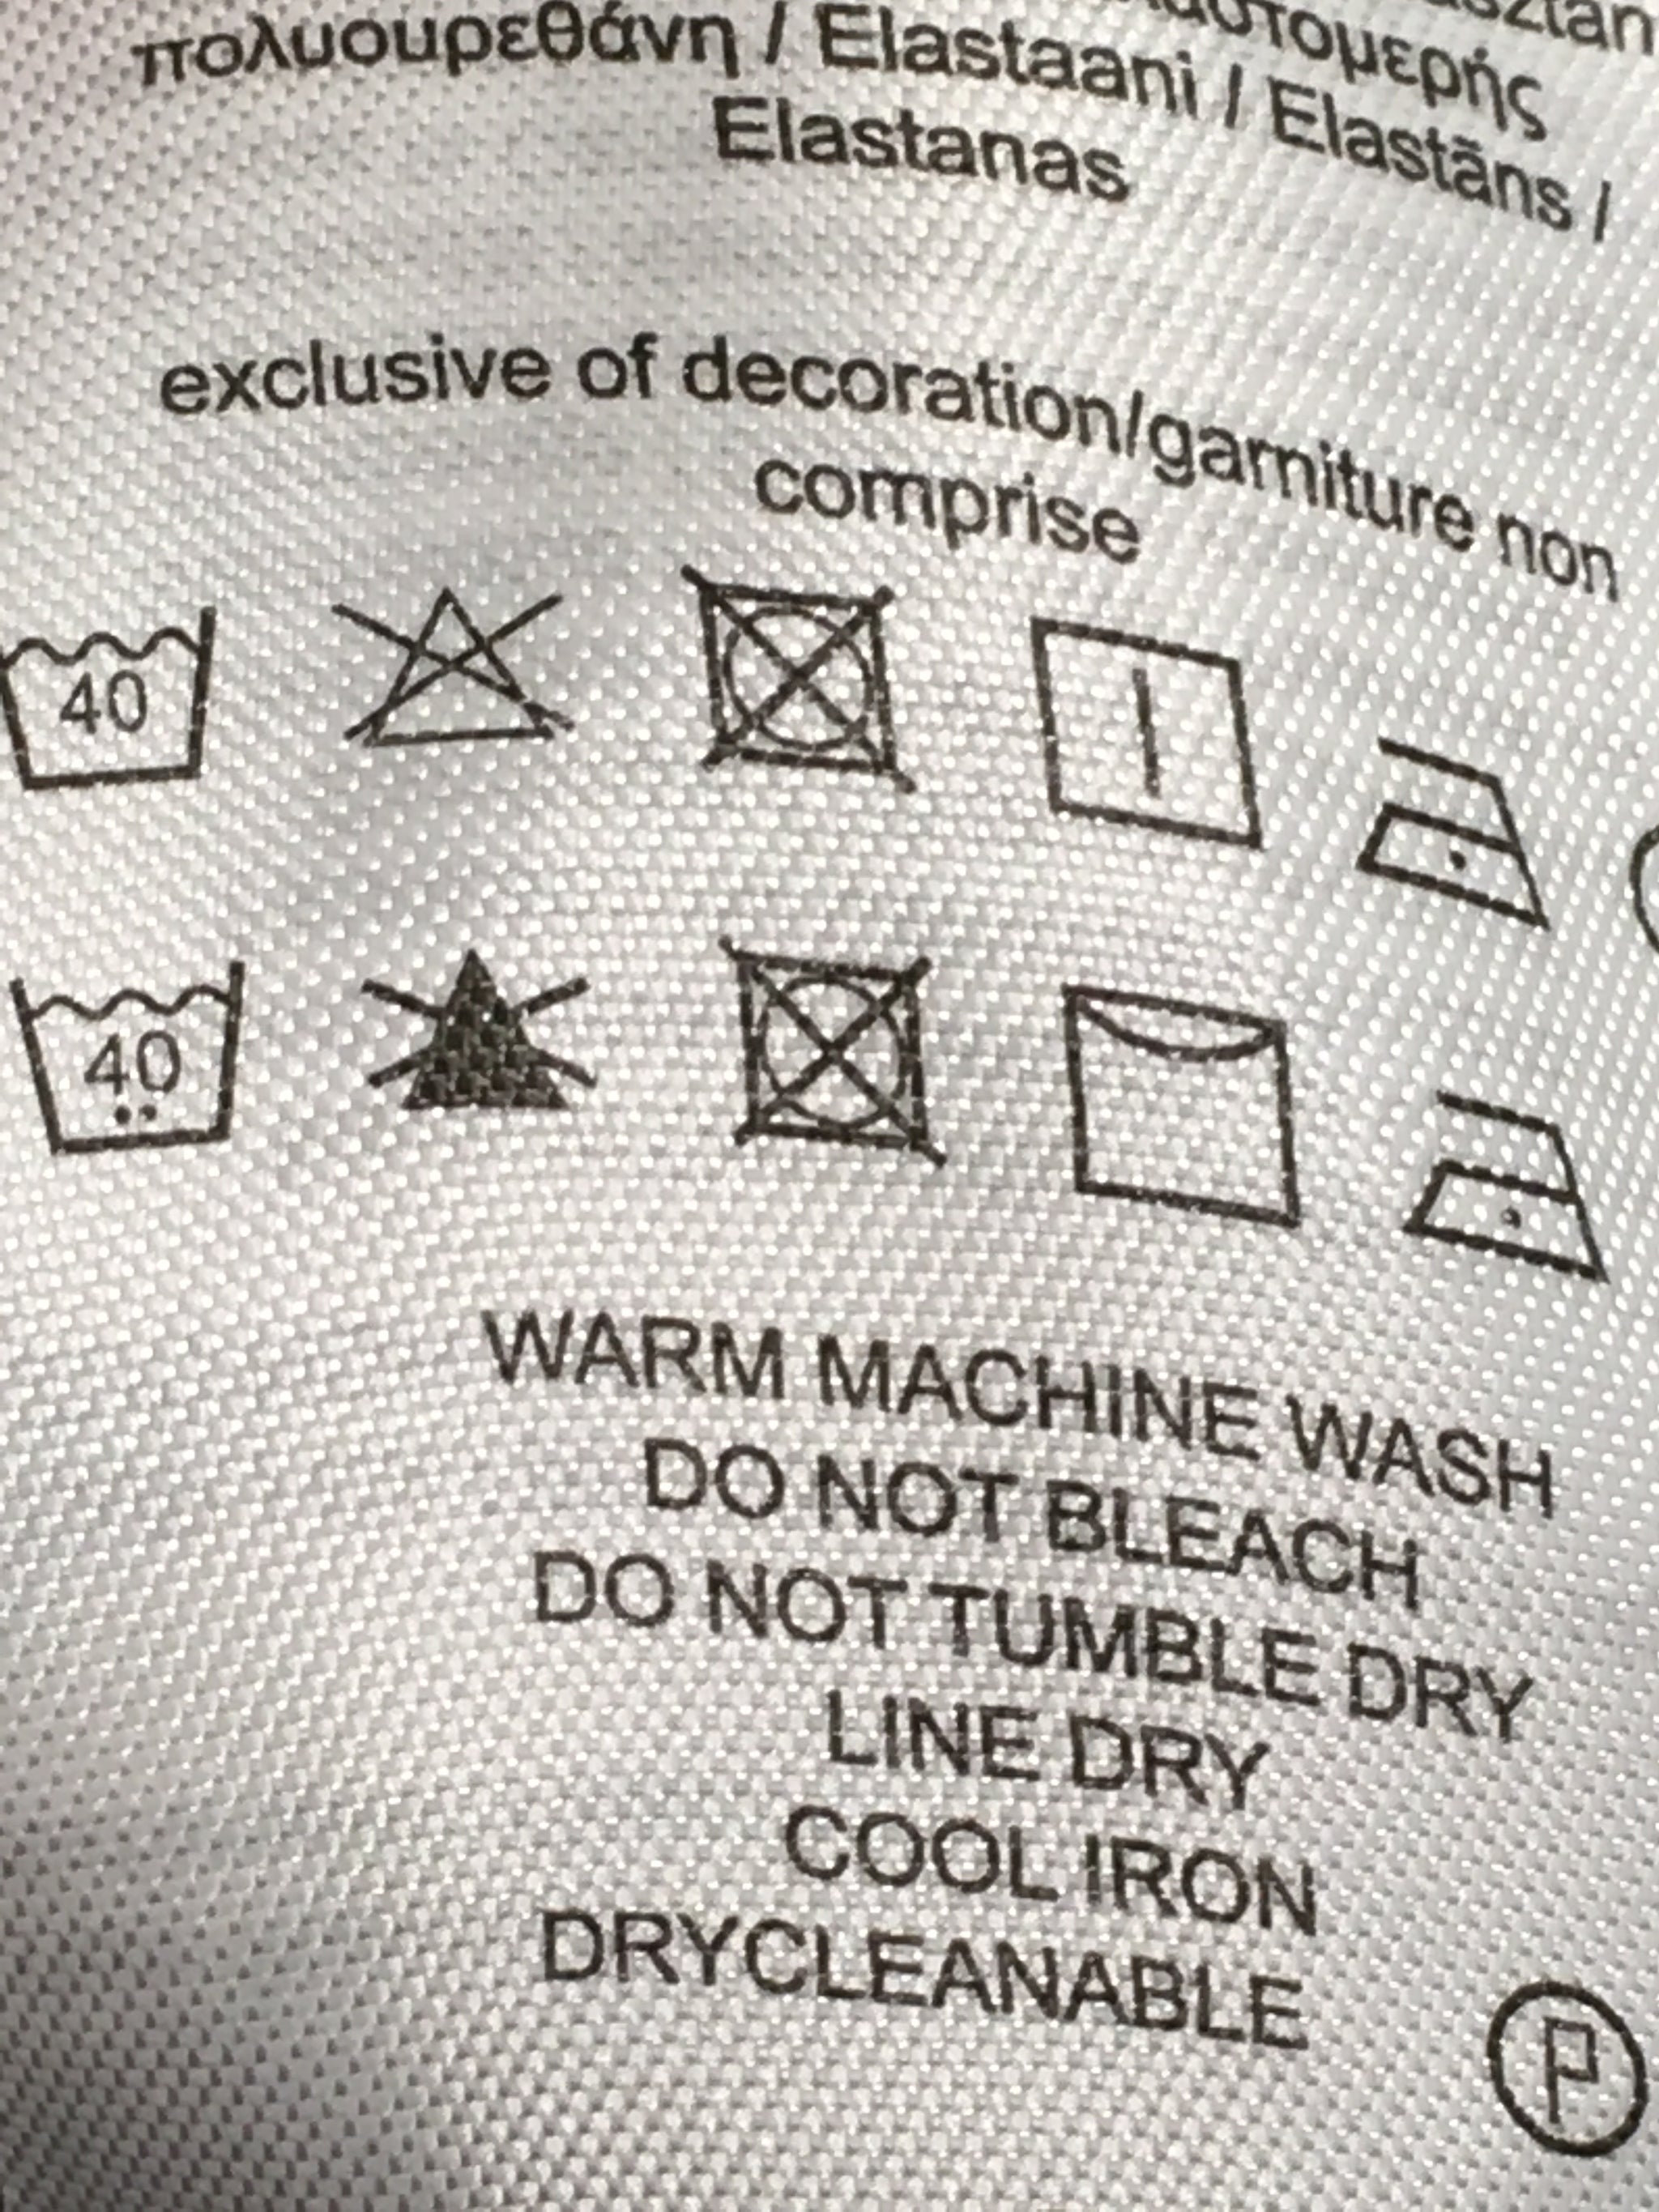 πολυουρεθάνη / Elastaani / Elastāns /
Elastanas
exclusive of decoration/garniture non
comprise
40
40
WARM MACHINE WASH
DO NOT BLEACH
DO NOT TUMBLE DRY
LINE DRY
COOL IRON
DRYCLEANABLE
P